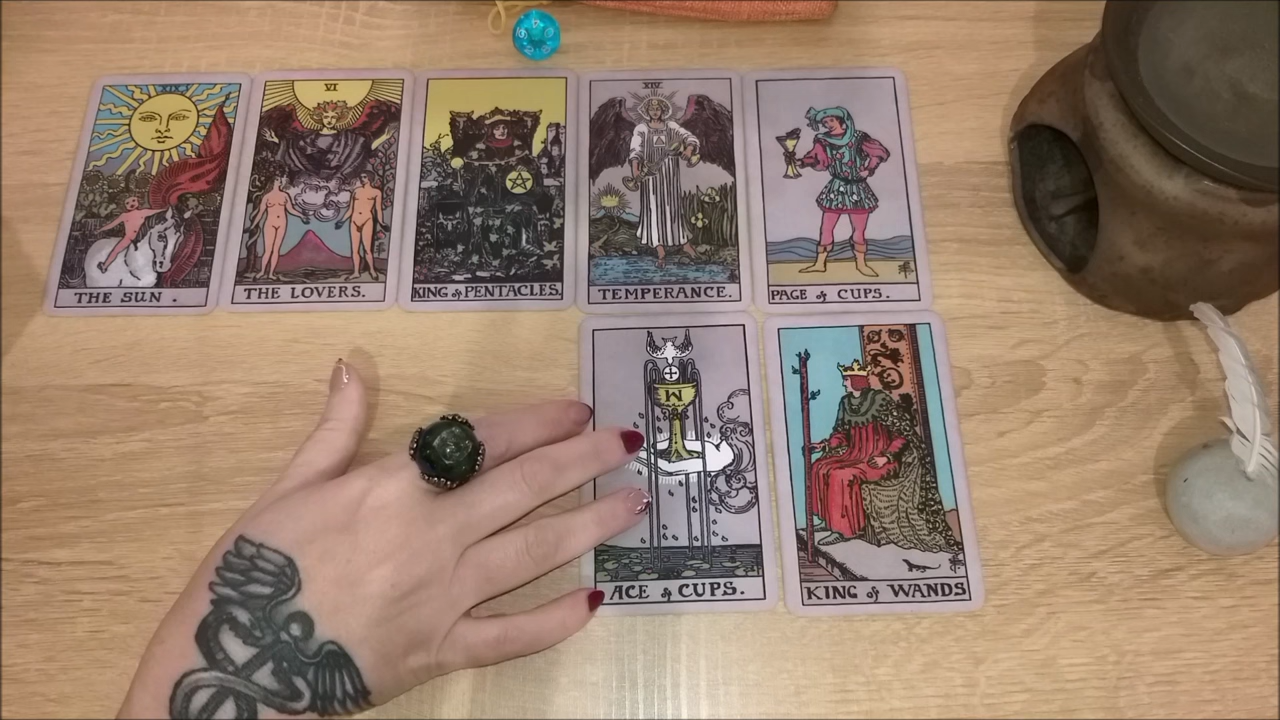 XIX
THE SUN .
VI
THE LOVERS.
KING of PENTACLES.
XIV.
TEMPERANCE.
PAGE of CUPS.
ACE of CUPS.
KING of WANDS